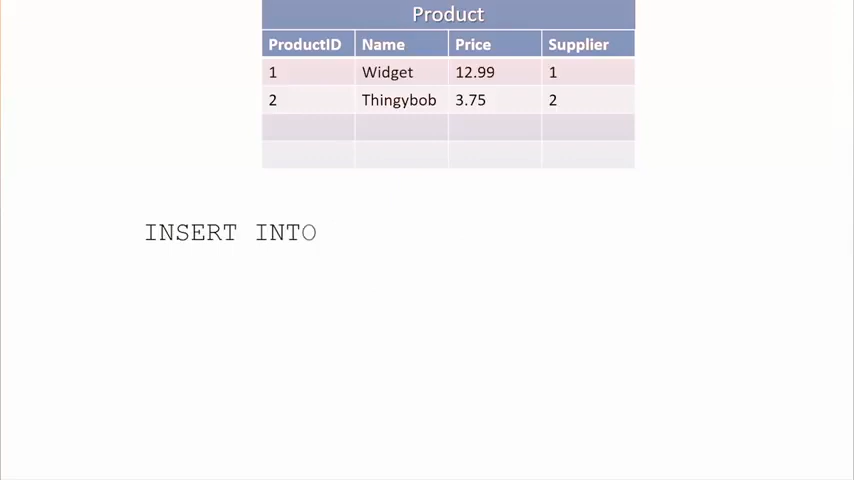 Product
ProductID Name Price Supplier
1 Widget 12.99 1
2 Thingybob 3.75 2
INSERT INTO